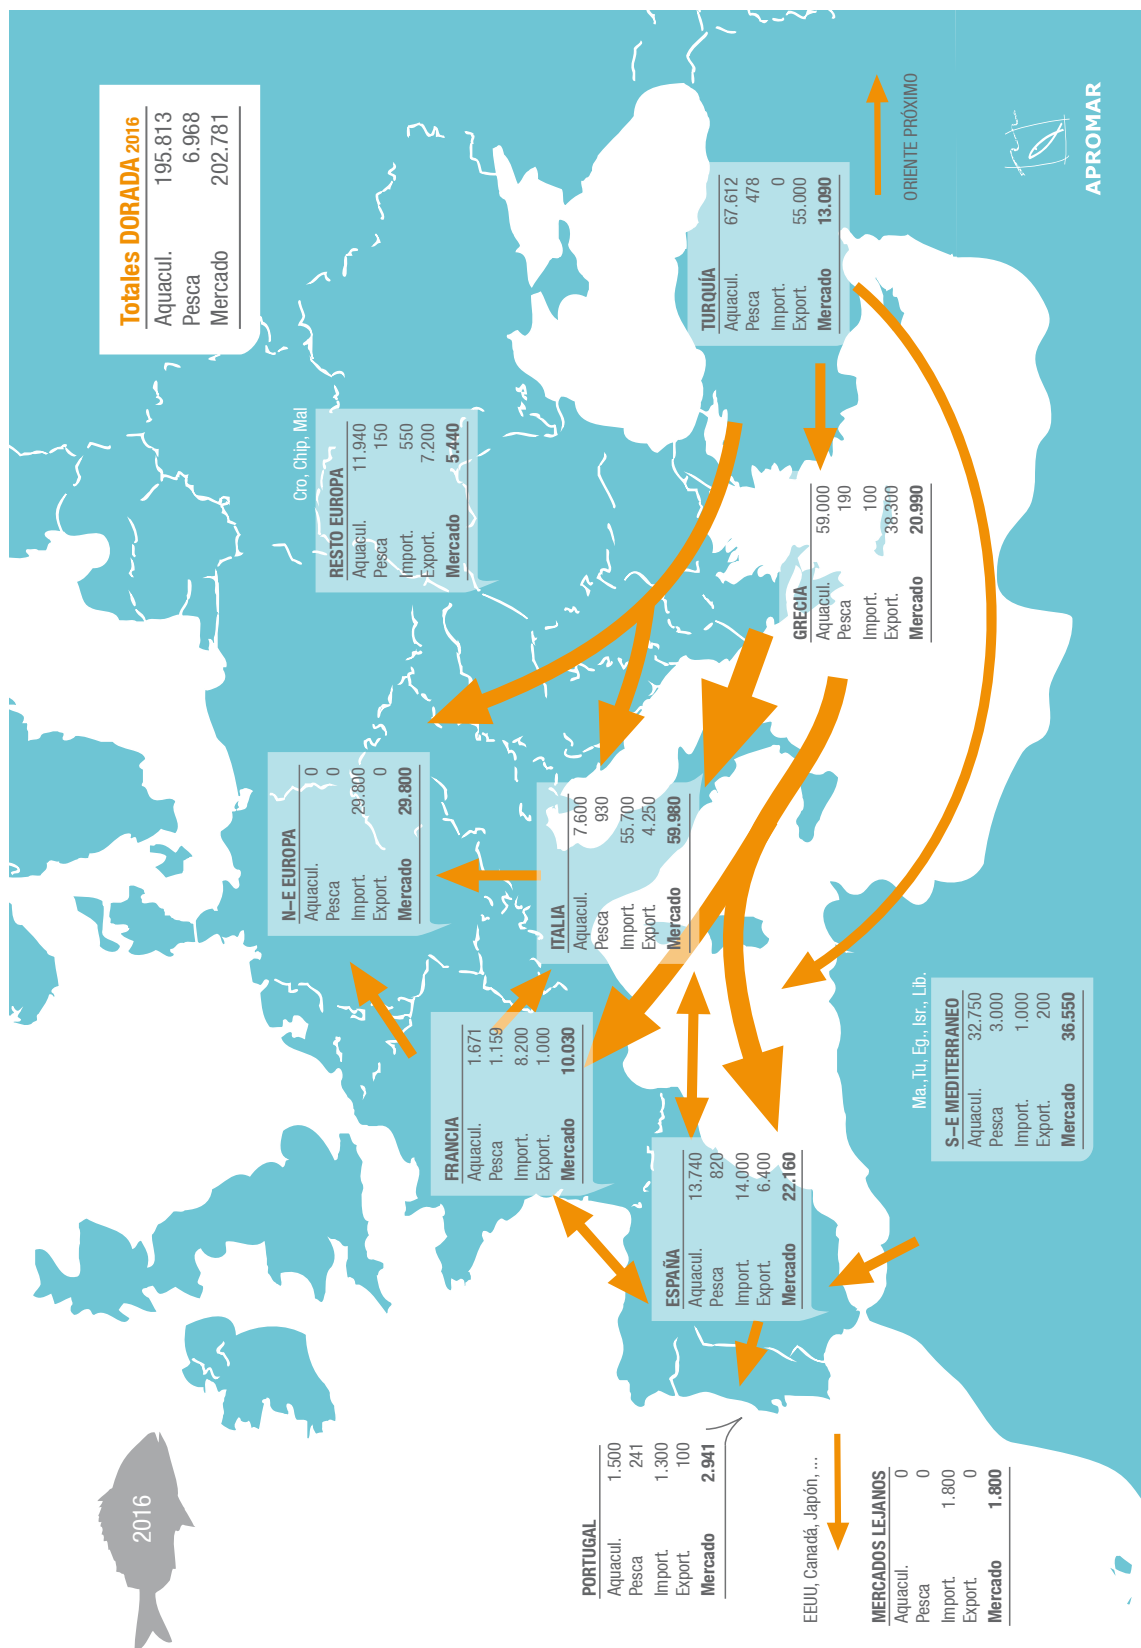 2016
Totales DORADA 2016
Aquacul. 195.813
Pesca 6.968
Mercado 202.781
Cro, Chip, Mal
RESTO EUROPA
Aquacul. 11.940
Pesca 150
Import. 550
Export. 7.200
Mercado 5.440
N–E EUROPA
Aquacul. 0
Pesca 0
Import. 29.800
Export. 0
Mercado 29.800
FRANCIA
Aquacul. 1.671
Pesca 1.159
Import. 8.200
Export. 1.000
Mercado 10.030
ITALIA
Aquacul. 7.600
Pesca 930
Import. 55.700
Export. 4.250
Mercado 59.980
PORTUGAL
Aquacul. 1.500
Pesca 241
Import. 1.300
Export. 100
Mercado 2.941
ESPAÑA
Aquacul. 13.740
Pesca 820
Import. 14.000
Export. 6.400
Mercado 22.160
TURQUÍA
Aquacul. 67.612
Pesca 478
Import. 0
Export. 55.000
Mercado 13.090
GRECIA
Aquacul. 59.000
Pesca 190
Import. 100
Export. 38.300
Mercado 20.990
ORIENTE PRÓXIMO
EEUU, Canadá, Japón, ...
MERCADOS LEJANOS
Aquacul. 0
Pesca 0
Import. 1.800
Export. 0
Mercado 1.800
Ma.,Tu, Eg., Isr., Lib.
S–E MEDITERRANEO
Aquacul. 32.750
Pesca 3.000
Import. 1.000
Export. 200
Mercado 36.550
APROMAR